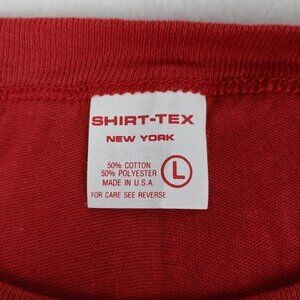 SHIRT-TEX
NEW YORK
50% COTTON
50% POLYESTER
MADE IN U.S.A.
L
FOR CARE SEE REVERSE